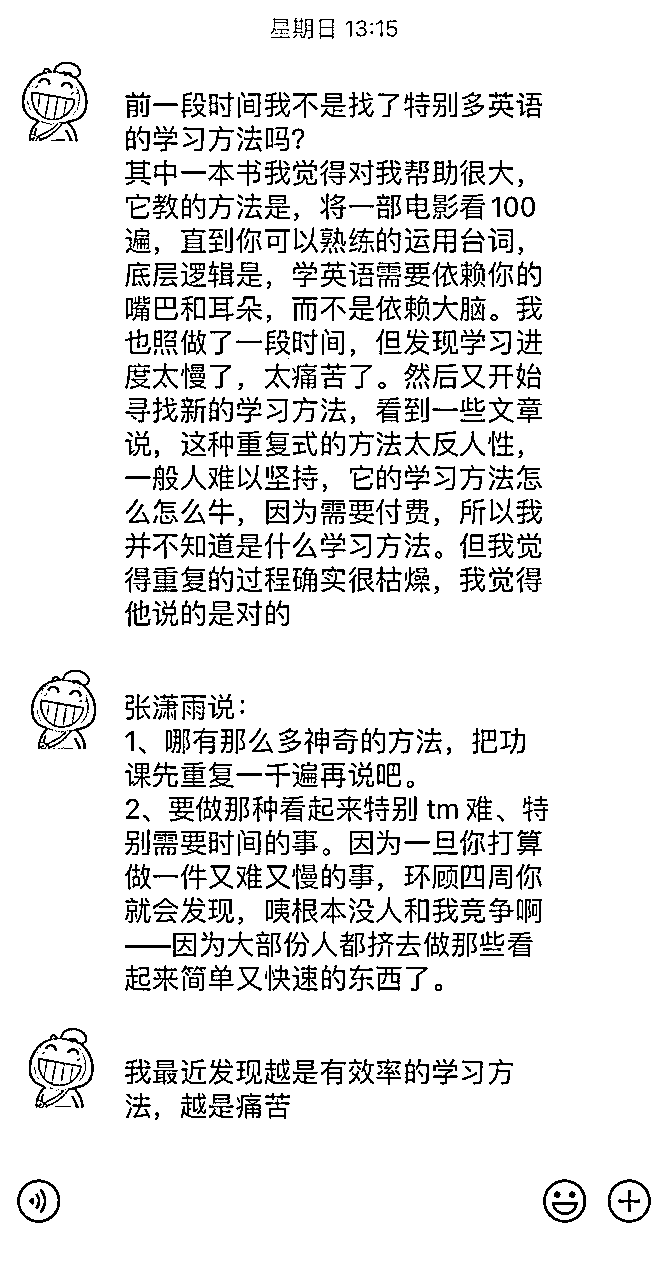 星期日 13:15
前一段时间我不是找了特别多英语
的学习方法吗?
其中一本书我觉得对我帮助很大，
它教的方法是，将一部电影看100
遍，直到你可以熟练的运用台词，
底层逻辑是，学英语需要依赖你的
嘴巴和耳朵，而不是依赖大脑。我
也照做了一段时间，但发现学习进
度太慢了，太痛苦了。然后又开始
寻找新的学习方法，看到一些文章
说，这种重复式的方法太反人性，
一般人难以坚持，它的学习方法怎
么怎么牛，因为需要付费，所以我
并不知道是什么学习方法。但我觉
得重复的过程确实很枯燥，我觉得
他说的是对的
张潇雨说：
1、哪有那么多神奇的方法，把功
课先重复一千遍再说吧。
2、要做那种看起来特别 tm 难、特
别需要时间的事。因为一旦你打算
做一件又难又慢的事，环顾四周你
就会发现，咦根本没人和我竞争啊
——因为大部份人都挤去做那些看
起来简单又快速的东西了。
我最近发现越是有效率的学习方
法，越是痛苦